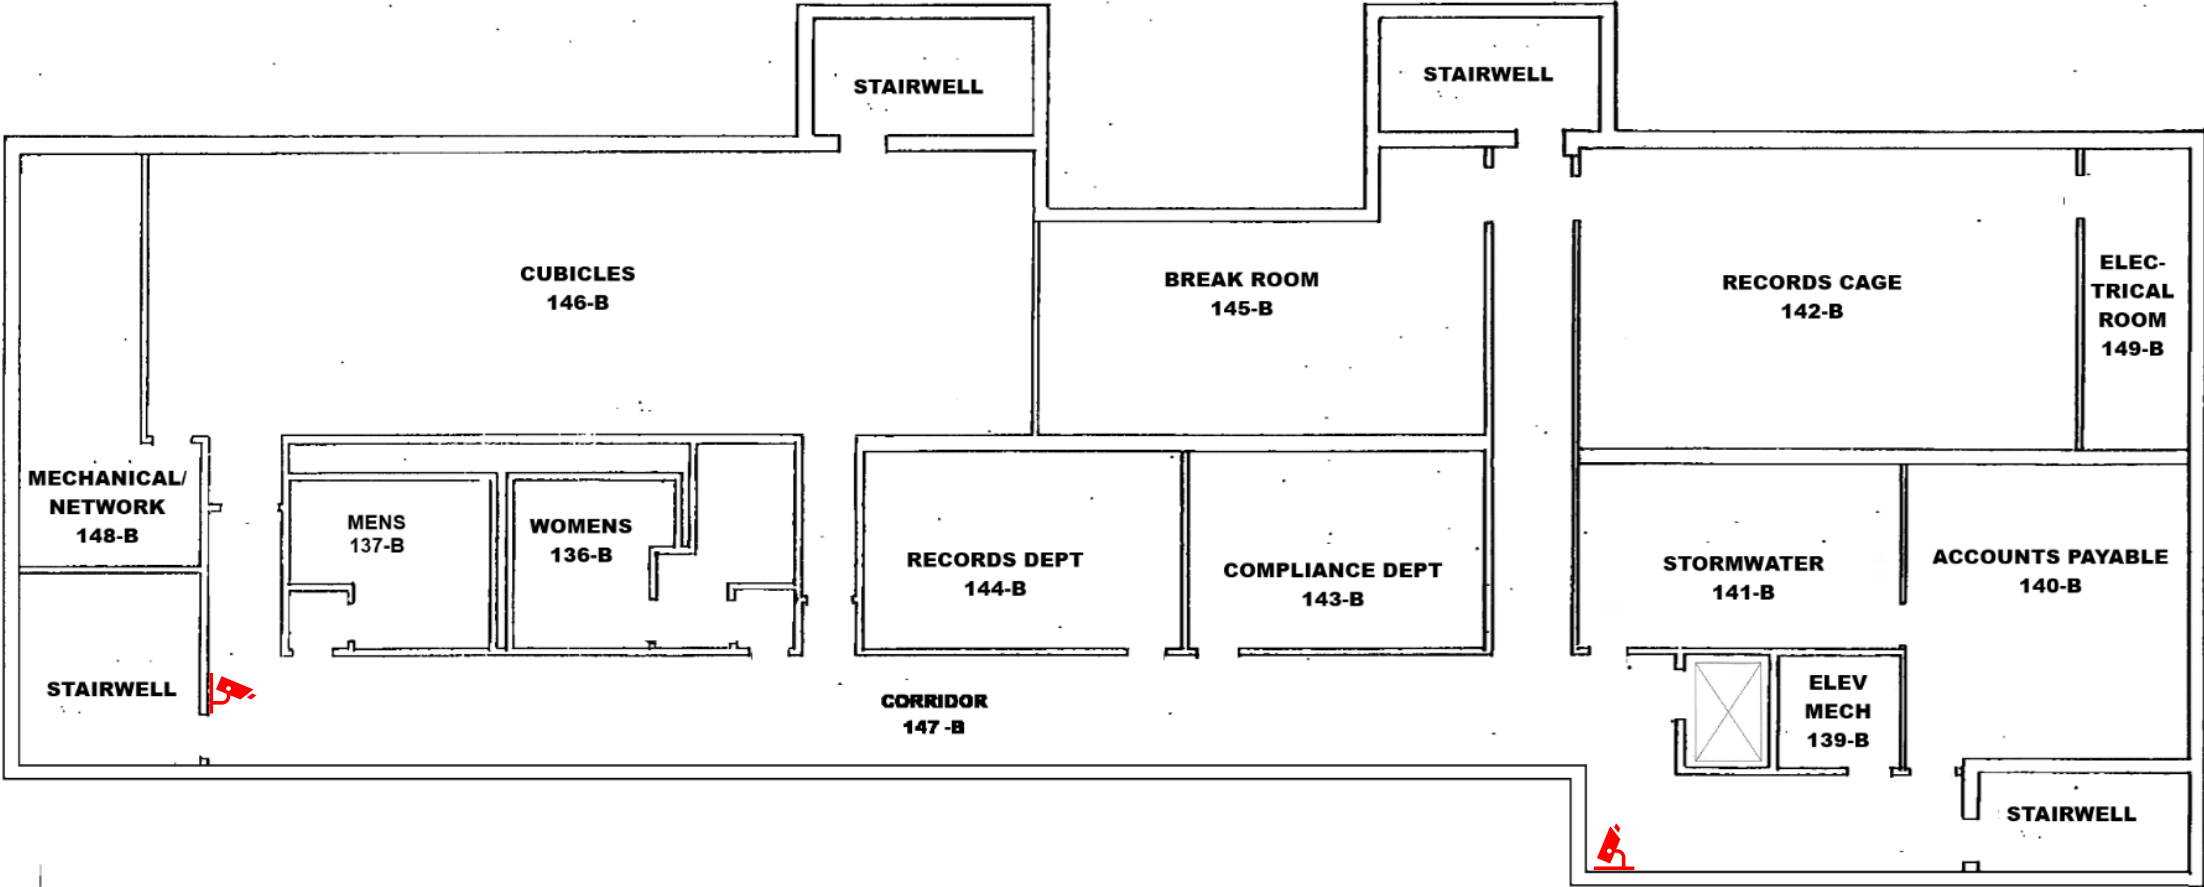 STAIRWELL
STAIRWELL
CUBICLES
146-B
BREAK ROOM
145-B
RECORDS CAGE
142-B
ELEC-
TRICAL
ROOM
149-B
MECHANICAL/
NETWORK
148-B
MENS
137-B
WOMENS
136-B
RECORDS DEPT
144-B
COMPLIANCE DEPT
143-B
STORMWATER
141-B
ACCOUNTS PAYABLE
140-B
STAIRWELL
CORRIDOR
147 -B
ELEV
MECH
139-B
STAIRWELL